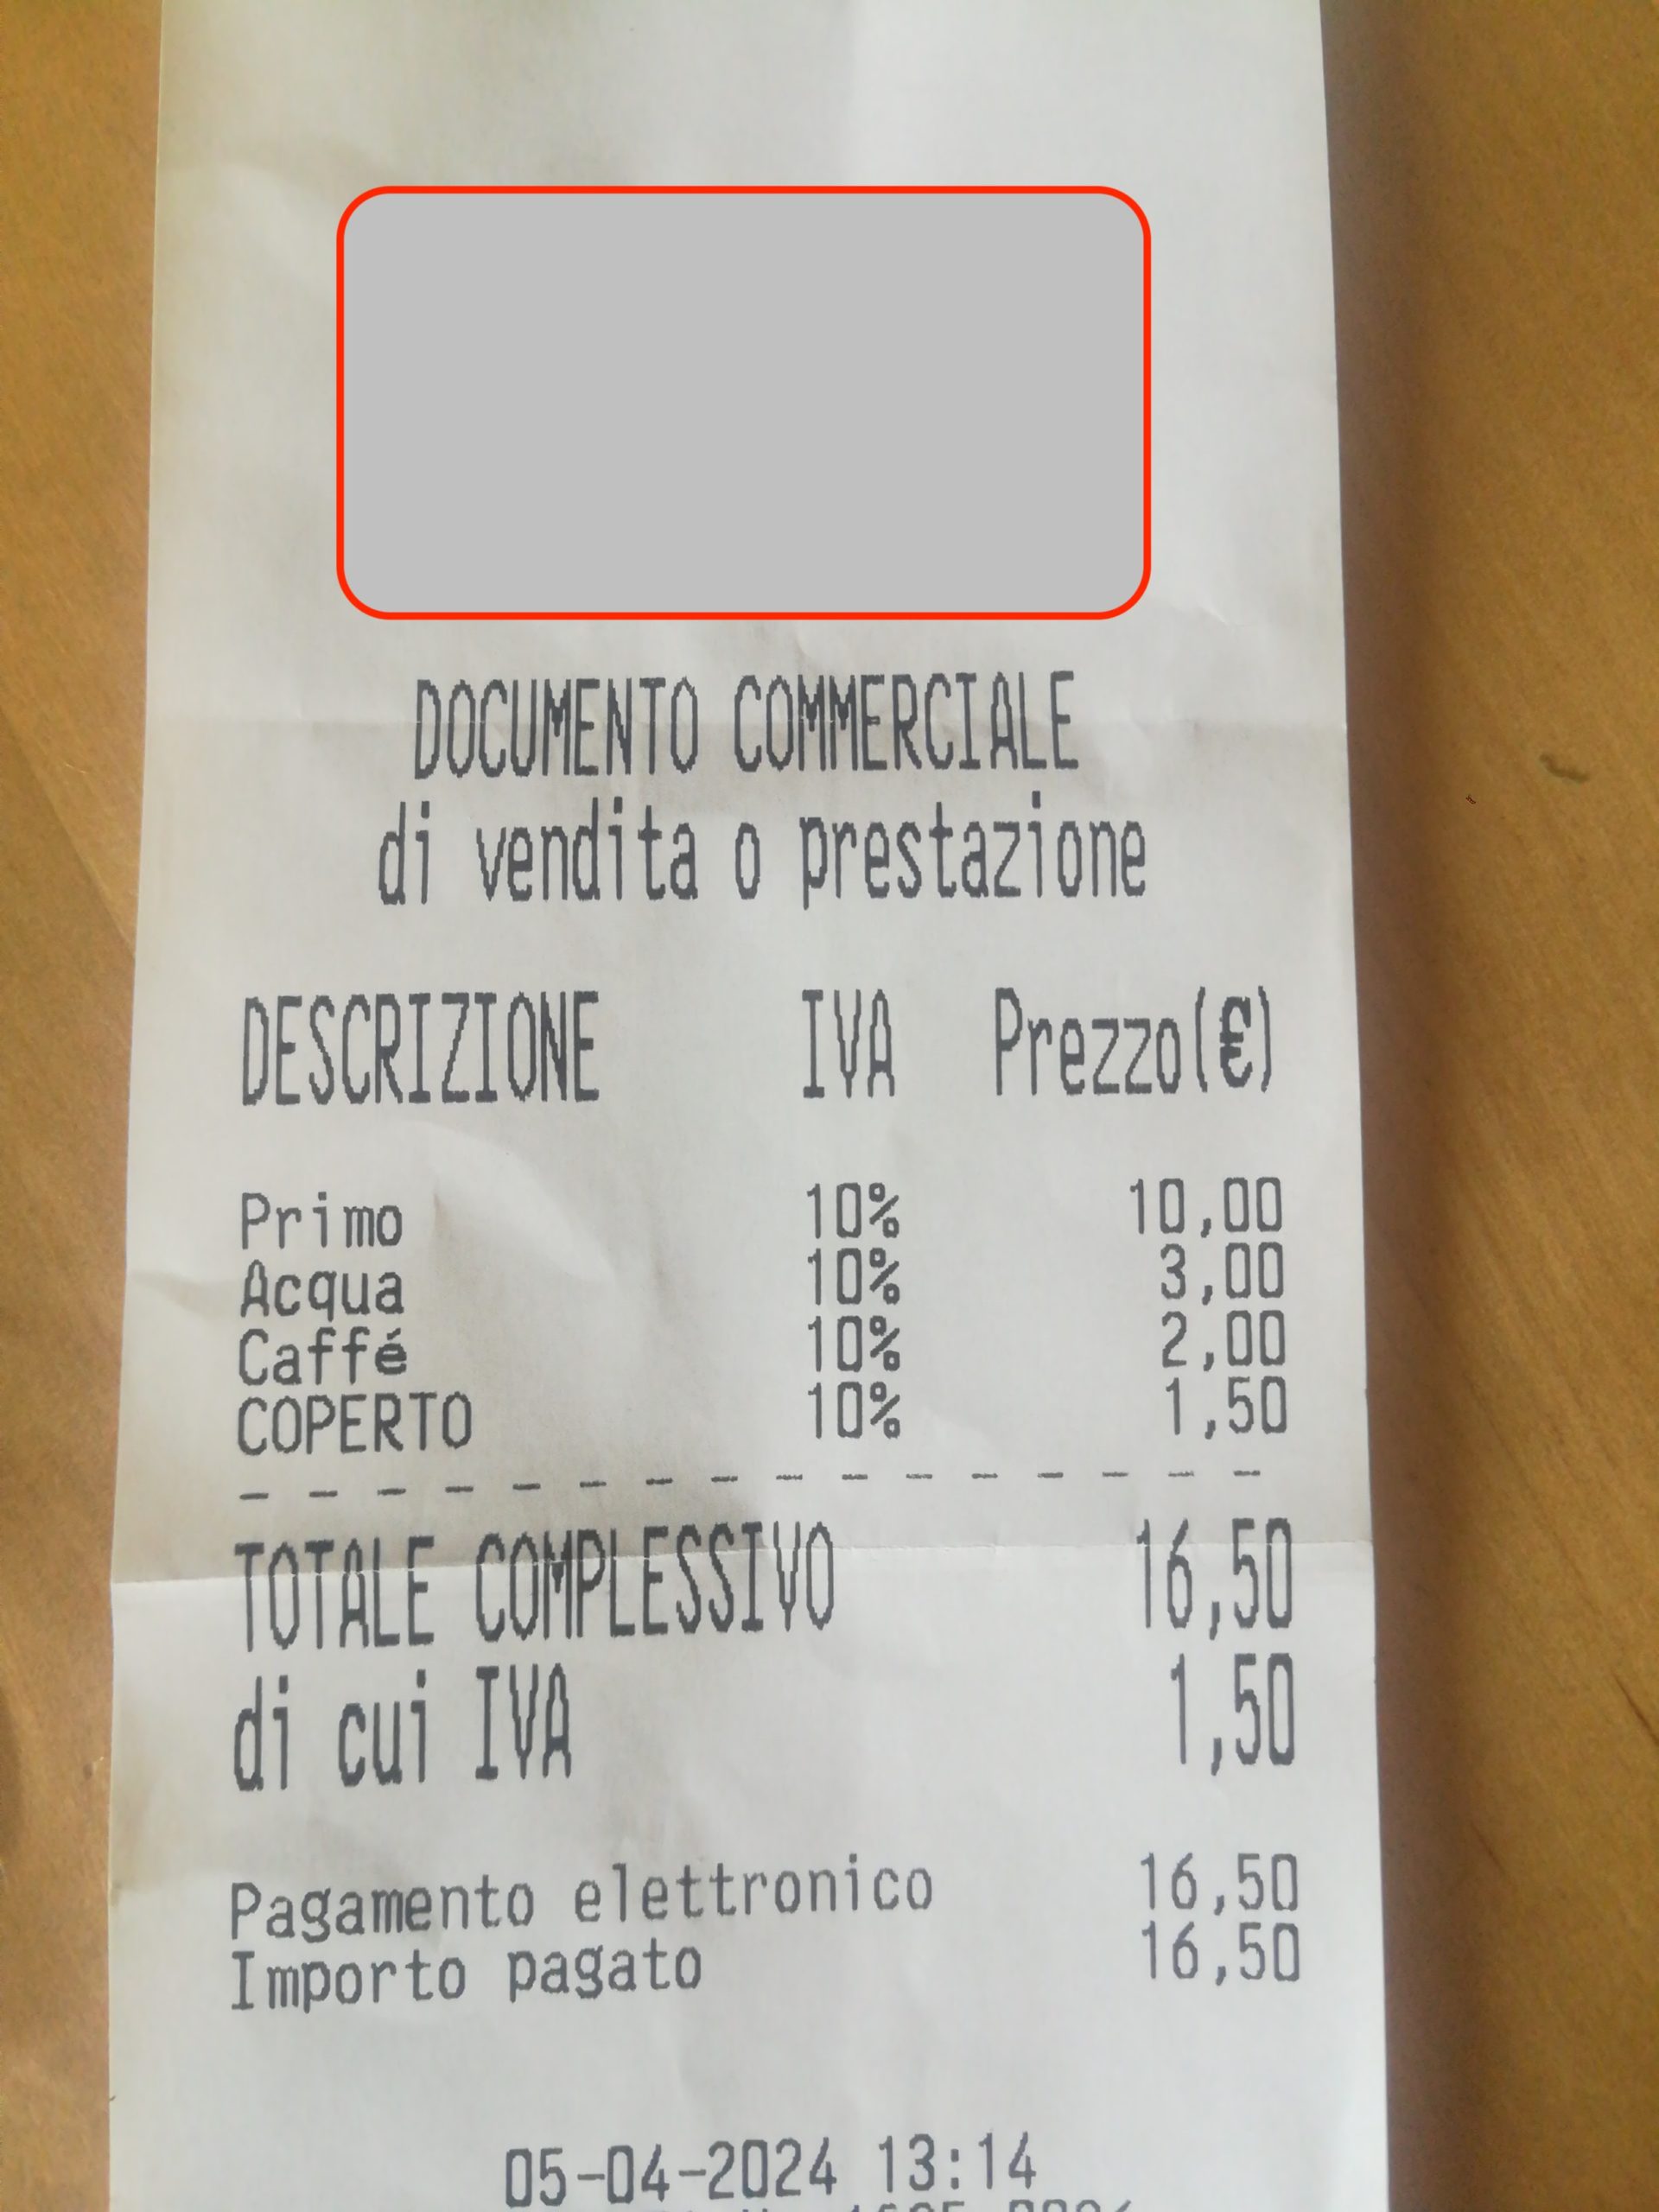 DOCUMENTO COMMERCIALE
di vendita o prestazione
DESCRIZIONE IVA Prezzo(€)
Primo 10% 10,00
Acqua 10% 3,00
Caffé 10% 2,00
COPERTO 10% 1,50
- - - - - - - - - - - - - - - -
TOTALE COMPLESSIVO 16,50
di cui IVA 1,50
Pagamento elettronico 16,50
Importo pagato 16,50
05-04-2024 13:14